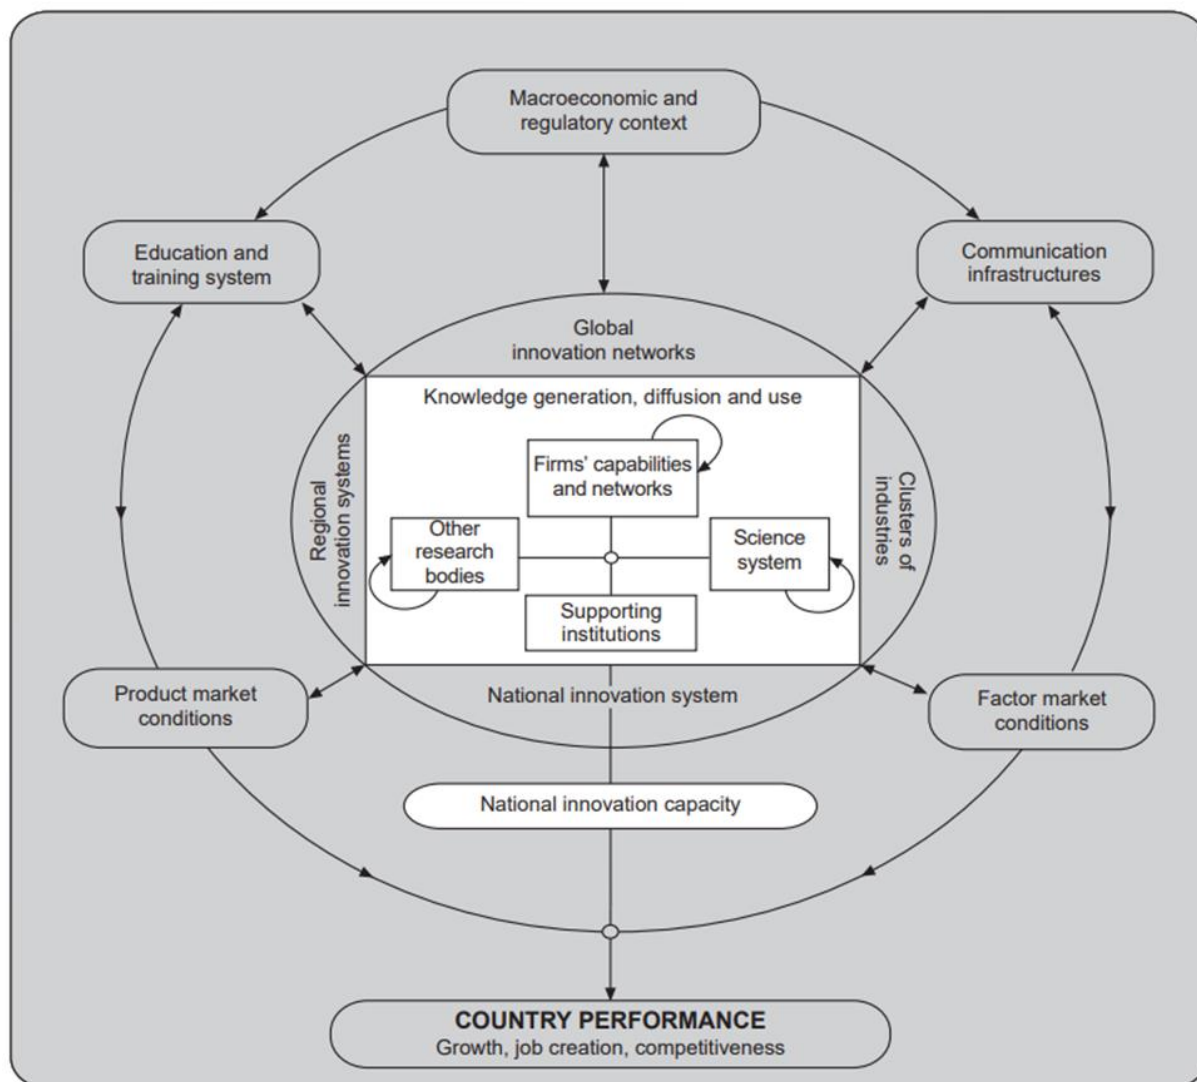 Macroeconomic and
regulatory context
Education and
training system
Communication
infrastructures
Global
innovation networks
Knowledge generation, diffusion and use
Regional
innovation systems
Firms' capabilities
and networks
Clusters of
industries
Other
research
bodies
Science
system
Supporting
institutions
Product market
conditions
National innovation system
Factor market
conditions
National innovation capacity
COUNTRY PERFORMANCE
Growth, job creation, competitiveness